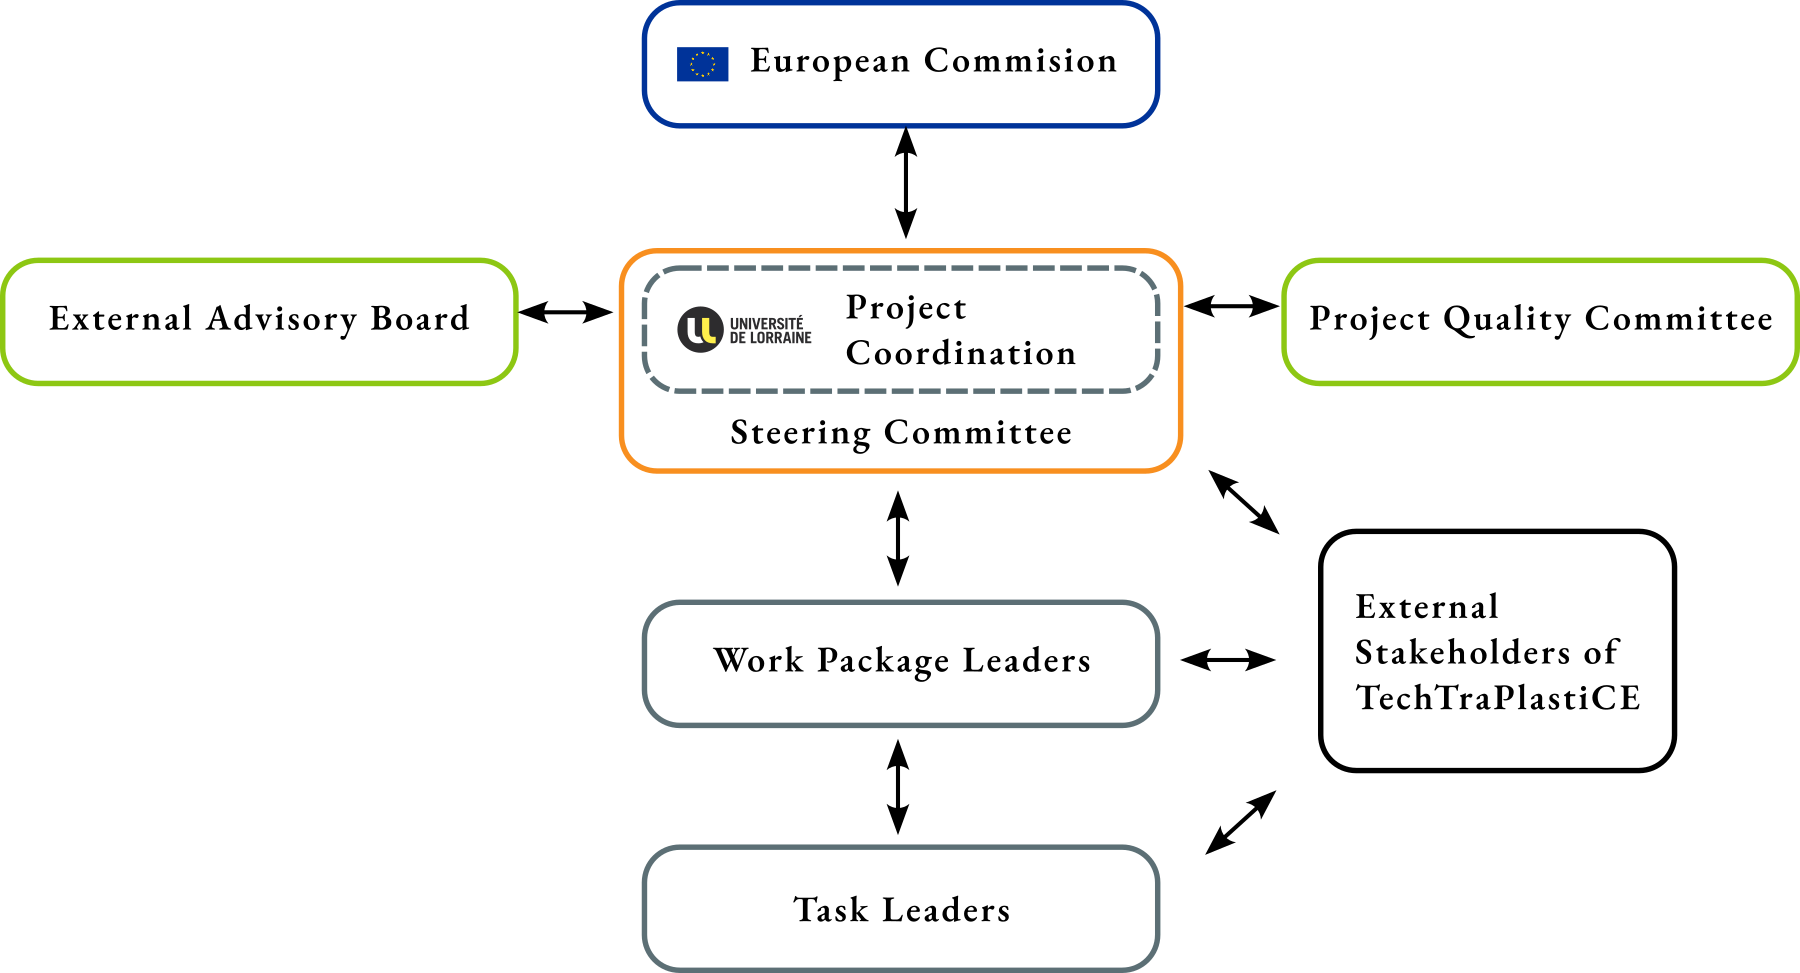 European Commision
External Advisory Board
UNIVERSITÉ
DE LORRAINE
Project
Coordination
Steering Committee
Project Quality Committee
Work Package Leaders
External
Stakeholders of
TechTraPlastiCE
Task Leaders